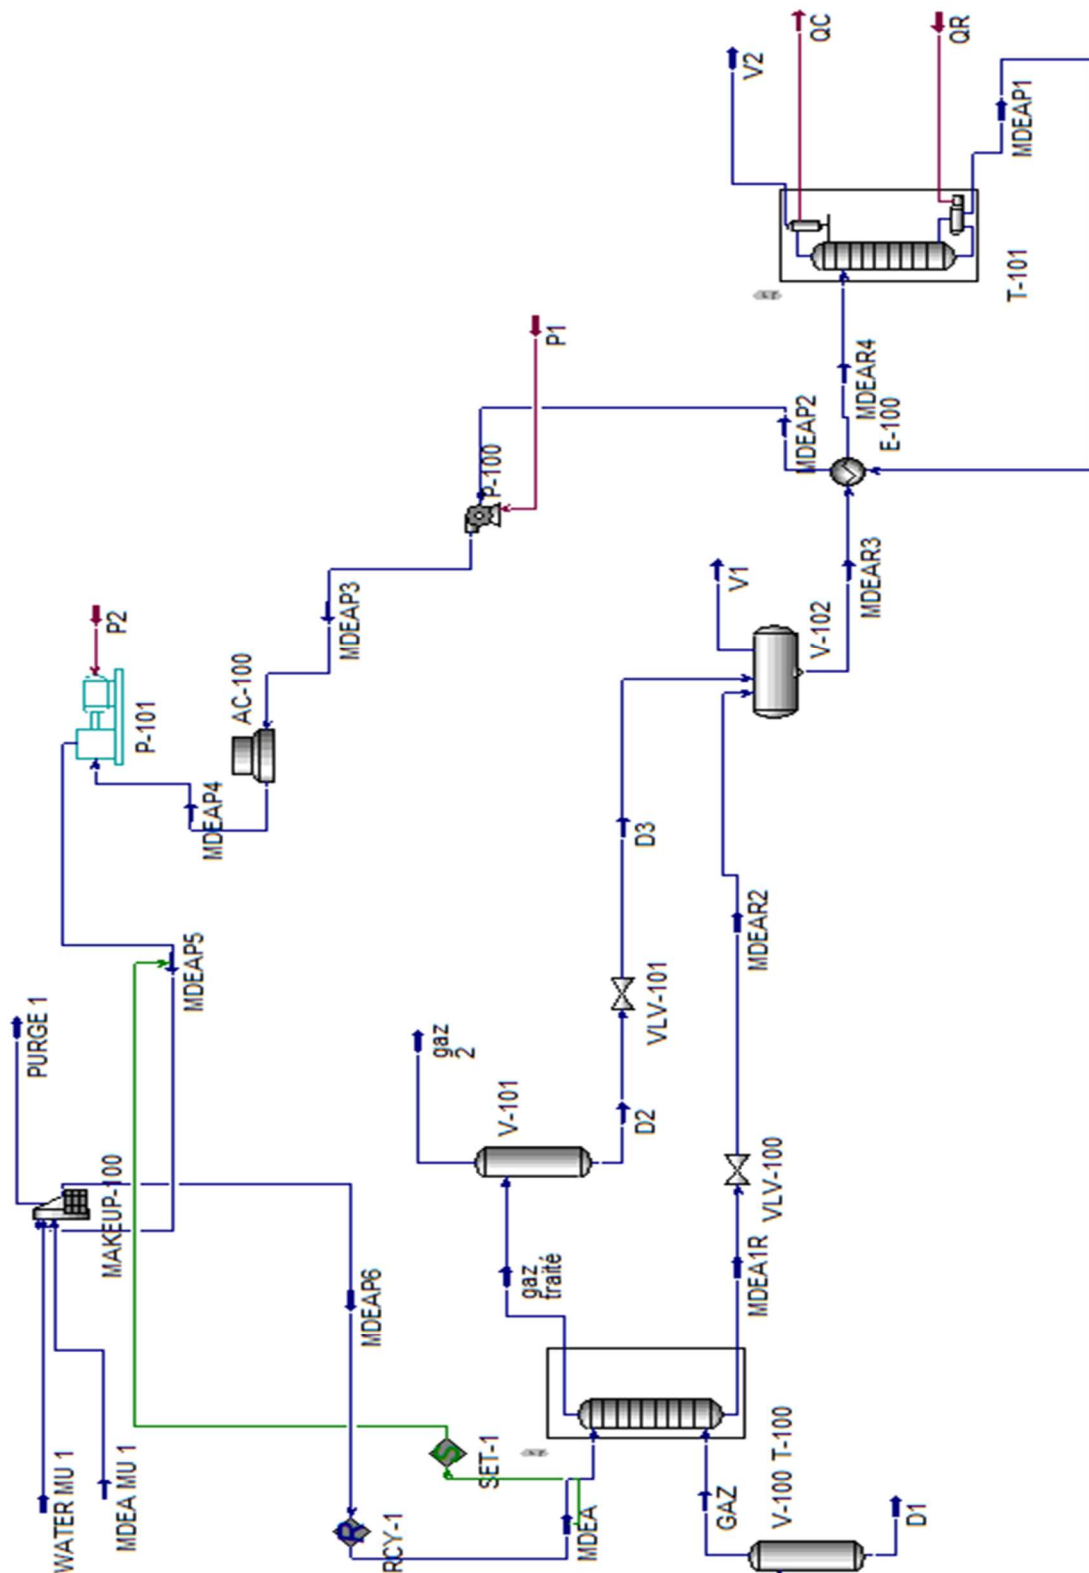 QC
QR
V2
MDEAP1
T-101
P1
MDEAR4
E-100
MDEAP2
P-100
V1
V-102
MDEAR3
P2
MDEAP3
AC-100
P-101
MDEAP4
D3
MDEAR2
MDEAP5
VLV-101
PURGE 1
gaz
2
V-101
D2
VLV-100
MAKEUP-100
gaz
traité
MDEA1R
MDEAP6
SET-1
V-100 T-100
GAZ
WATER MU 1
MDEA MU 1
S
R
RCY-1
MDEA
D1